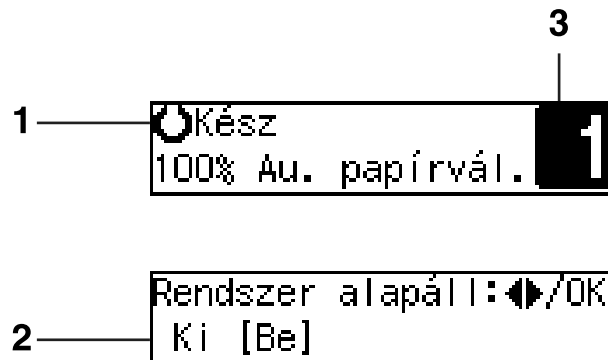 3
1
Kész
1
100% Au. papírvál.
Rendszer alapáll:◀▶/OK
2
Ki [Be]